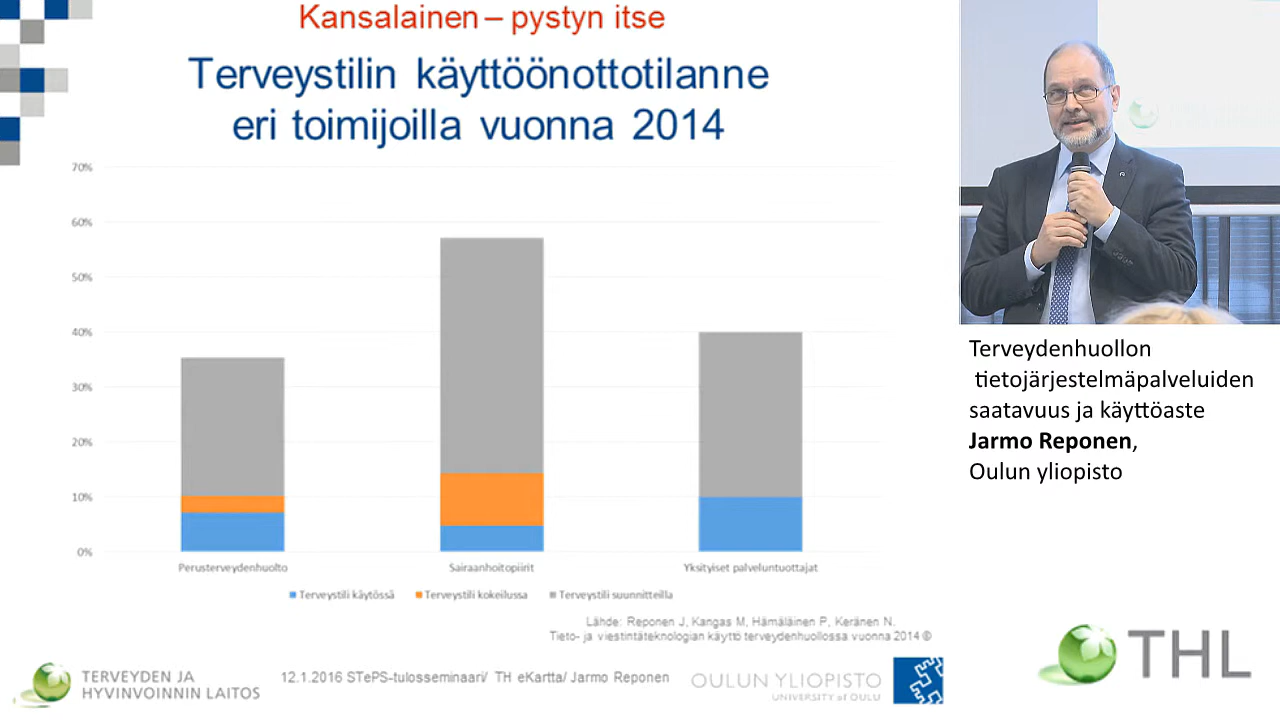 Kansalainen – pystyn itse
Terveystilin käyttöönottotilanne
eri toimijoilla vuonna 2014
70%
60%
50%
40%
30%
20%
10%
0%
Perusterveydenhuolto Sairaanhoitopiirit Yksityiset palveluntuottajat
Terveystili käytössä Terveystili kokeilussa Terveystili suunnitteilla
Lähde: Reponen J, Kangas M, Hämäläinen P, Keränen N.
Tieto- ja viestintäteknologian käyttö terveydenhuollossa vuonna 2014 ©
TERVEYDEN JA
HYVINVOINNIN LAITOS
12.1.2016 STePS-tulosseminaari/ TH eKartta/ Jarmo Reponen
OULUN YLIOPISTO
UNIVERSITY of OULU
Terveydenhuollon
tietojärjestelmäpalveluiden
saatavuus ja käyttöaste
Jarmo Reponen,
Oulun yliopisto
THL